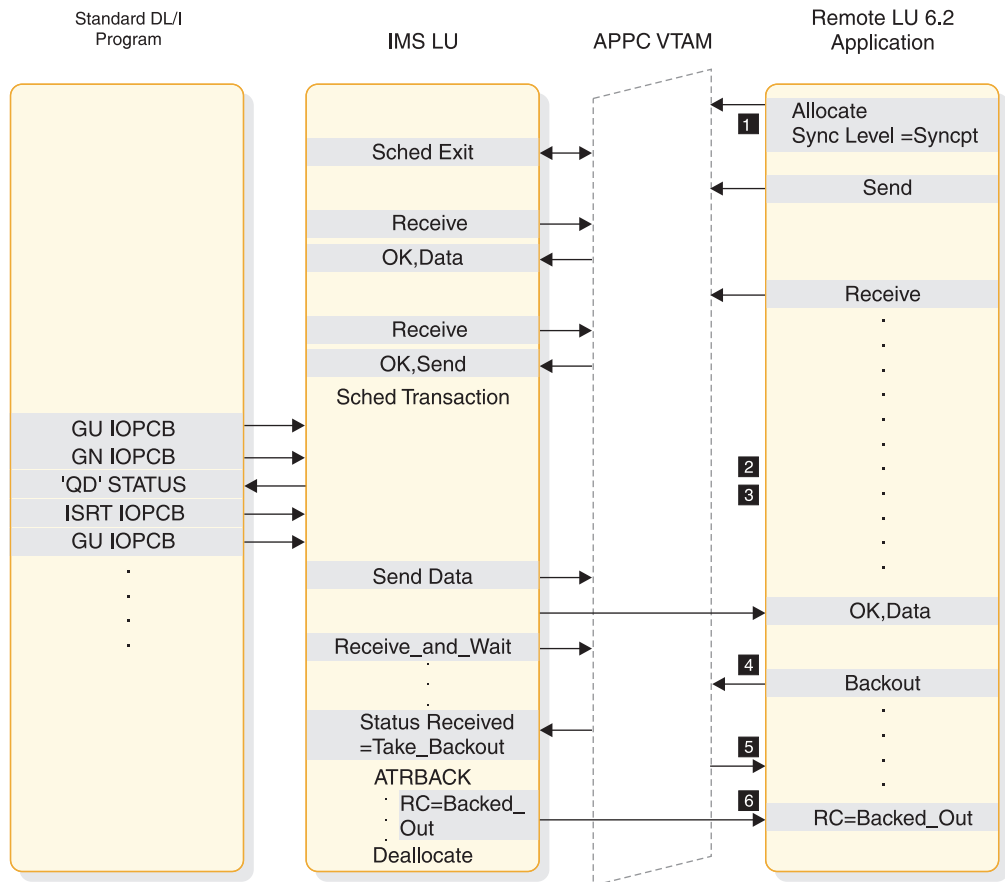 Standard DL/I
Program
IMS LU
APPC VTAM
Remote LU 6.2
Application
1
Allocate
Sync Level =Syncpt
Sched Exit
Send
Receive
OK,Data
Receive
Receive
OK,Send
Sched Transaction
GU IOPCB
GN IOPCB
2
'QD' STATUS
3
ISRT IOPCB
GU IOPCB
Send Data
OK,Data
Receive_and_Wait
4
Backout
Status Received
=Take_Backout
5
ATRBACK
6
RC=Backed_
Out
RC=Backed_Out
Deallocate